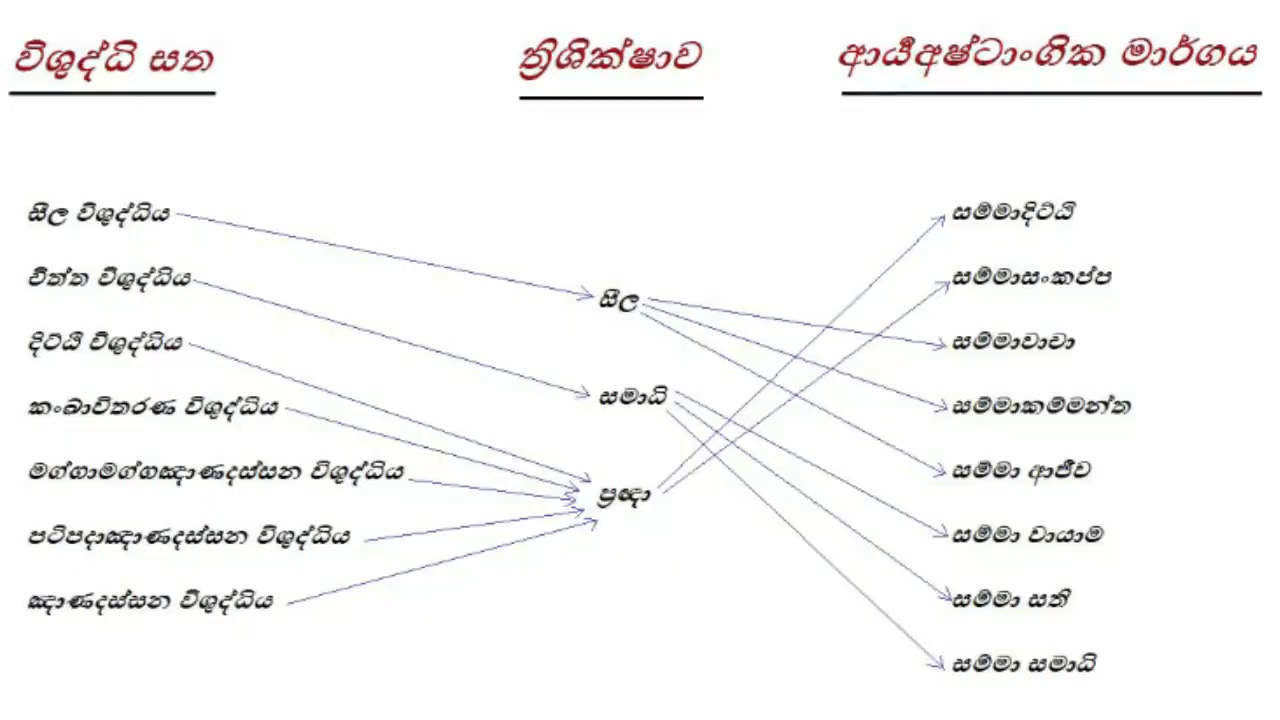 විශුද්ධි සත
ත්‍රිශික්ෂාව
ආර්‍ය්‍යඅෂ්ටාංගික මාර්ගය
සීල විශුද්ධිය
චිත්ත විශුද්ධිය
දිට්ඨි විශුද්ධිය
කංඛාවිතරණ විශුද්ධිය
මග්ගාමග්ගඤාණදස්සන විශුද්ධිය
පටිපදාඤාණදස්සන විශුද්ධිය
ඤාණදස්සන විශුද්ධිය
සීල
සමාධි
ප්‍රඥා
සම්මාදිට්ඨි
සම්මාසංකප්ප
සම්මාවාචා
සම්මාකම්මන්ත
සම්මා ආජීව
සම්මා වායාම
සම්මා සති
සම්මා සමාධි